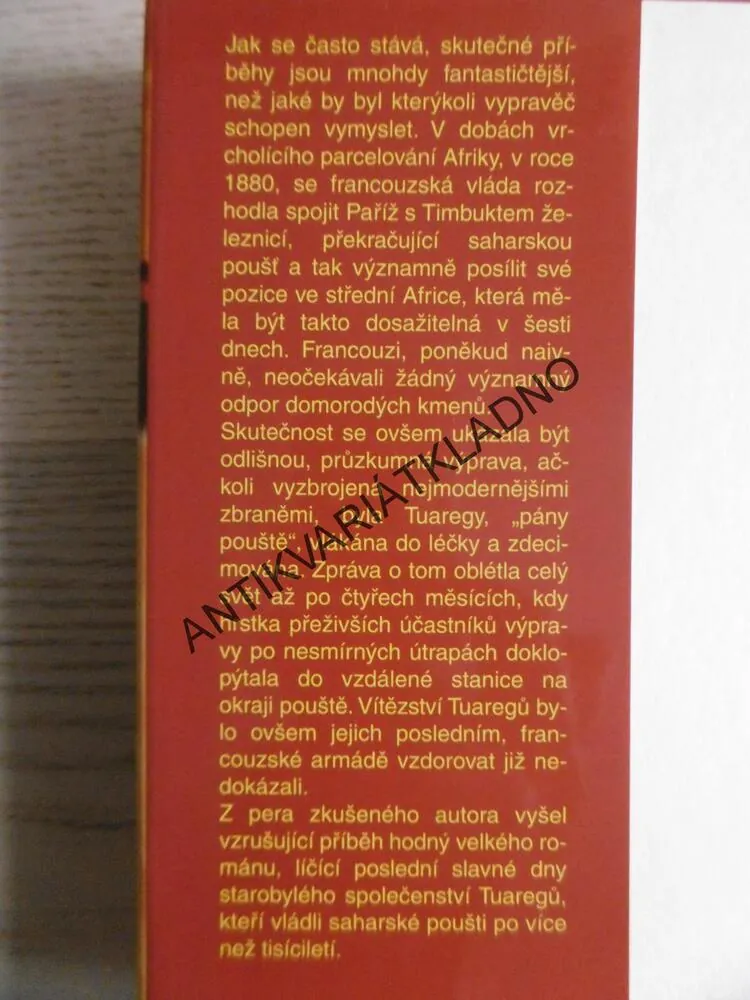 Jak se často stává, skutečné pří-
běhy jsou mnohdy fantastičtější,
než jaké by byl kterýkoli vypravěč
schopen vymyslet. V dobách vr-
cholícího parcelování Afriky, v roce
1880, se francouzská vláda roz-
hodla spojit Paříž s Timbuktem že-
leznicí, překračující saharskou
poušť a tak významně posílit své
pozice ve střední Africe, která mě-
la být takto dosažitelná v šesti
dnech. Francouzi, poněkud naiv-
ně, neočekávali žádný významný
odpor domorodých kmenů.
Skutečnost se ovšem ukázala být
odlišnou, průzkumná výprava, ač-
koli vyzbrojená nejmodernějšími
zbraněmi, byla Tuaregy, „pány
pouště“, vlákána do léčky a zdeci-
mována. Zpráva o tom oblétla celý
svět až po čtyřech měsících, kdy
hrstka přeživších účastníků výpra-
vy po nesmírných útrapách doklo-
pýtala do vzdálené stanice na
okraji pouště. Vítězství Tuaregů by-
lo ovšem jejich posledním, fran-
couzské armádě vzdorovat již ne-
dokázali.
Z pera zkušeného autora vyšel
vzrušující příběh hodný velkého ro-
mánu, líčící poslední slavné dny
starobylého společenství Tuaregů,
kteří vládli saharské poušti po více
než tisíciletí.
ANTIKVARIÁTKLADNO